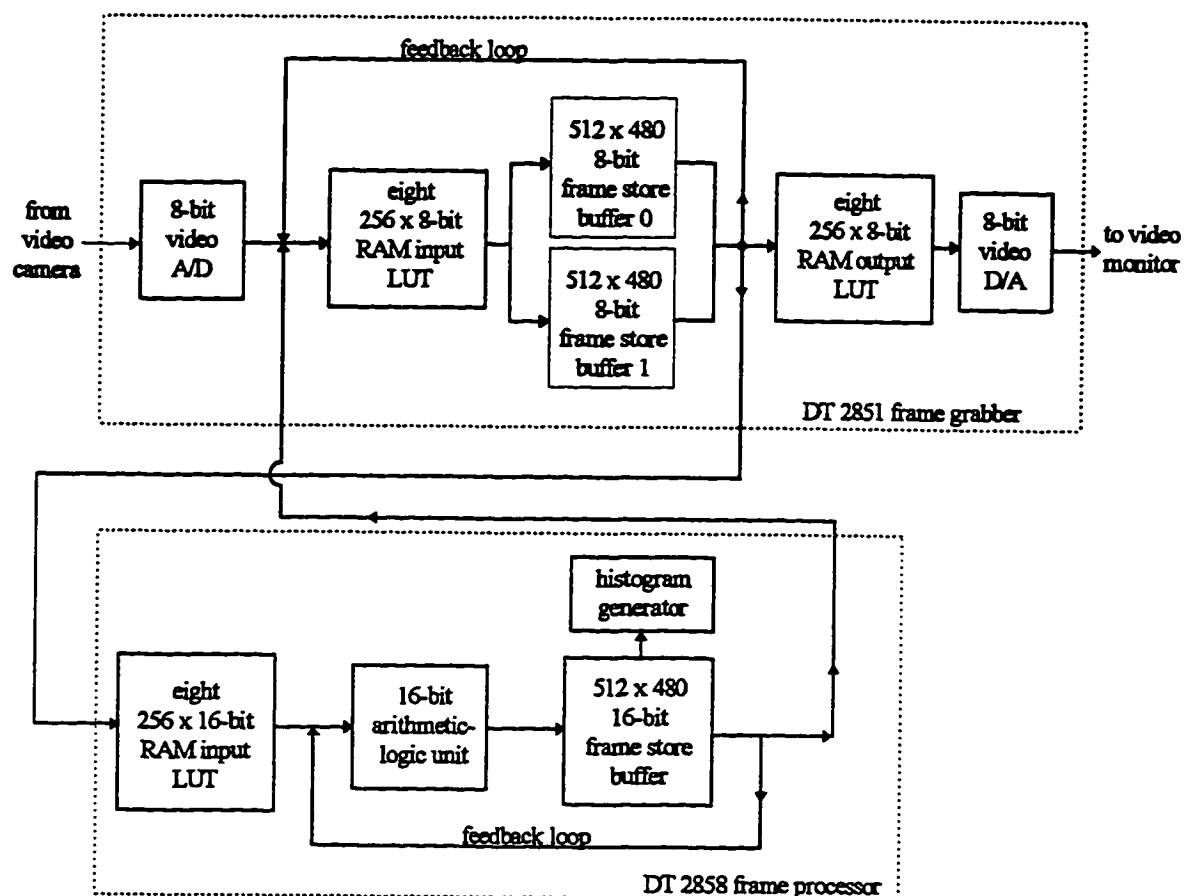 feedback loop
from
video
camera
8-bit
video
A/D
eight
256 x 8-bit
RAM input
LUT
512 x 480
8-bit
frame store
buffer 0
512 x 480
8-bit
frame store
buffer 1
eight
256 x 8-bit
RAM output
LUT
8-bit
video
D/A
to video
monitor
DT 2851 frame grabber
histogram
generator
eight
256 x 16-bit
RAM input
LUT
16-bit
arithmetic-
logic unit
512 x 480
16-bit
frame store
buffer
feedback loop
DT 2858 frame processor